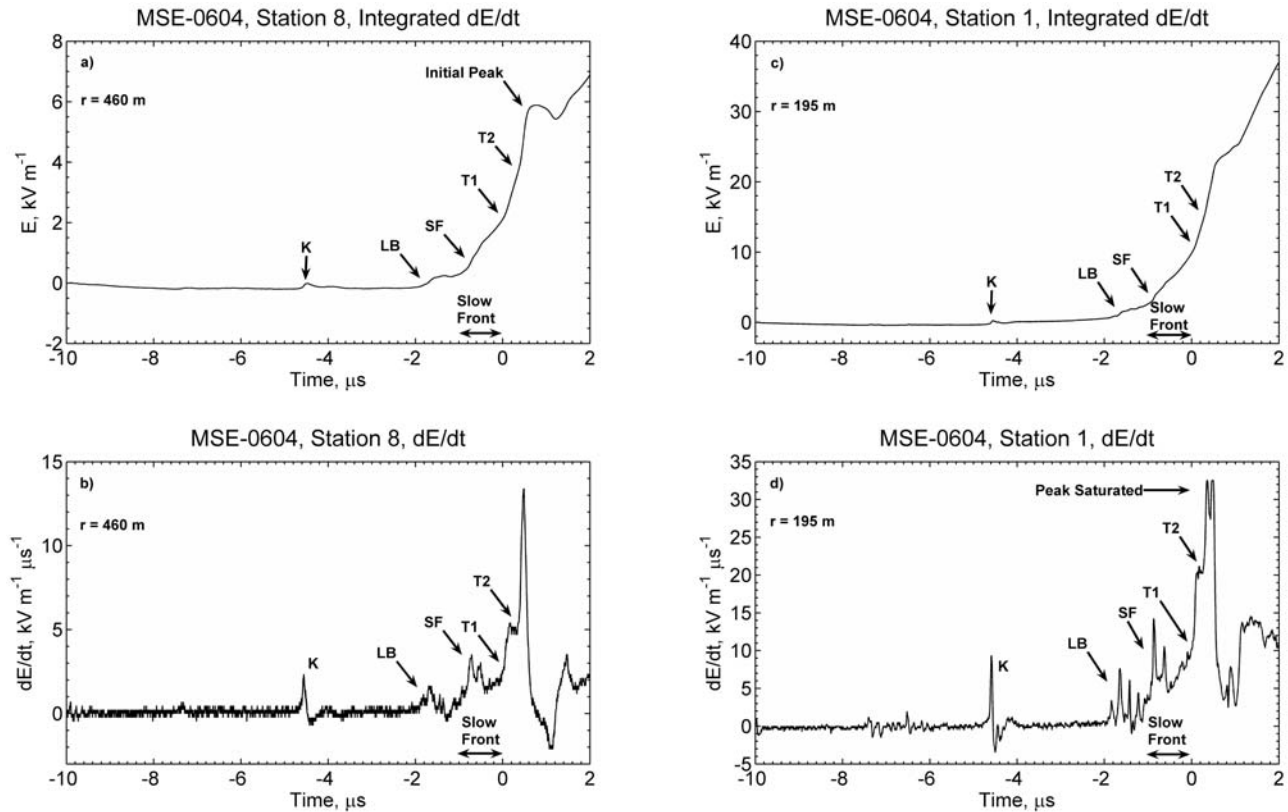 MSE-0604, Station 8, Integrated dE/dt
a)
r = 460 m
Initial Peak
T2
T1
SF
LB
K
Slow
Front
E, kV m⁻¹
8
6
4
2
0
-2
-10 -8 -6 -4 -2 0 2
Time, μs
MSE-0604, Station 1, Integrated dE/dt
c)
r = 195 m
T2
T1
SF
LB
K
Slow
Front
E, kV m⁻¹
40
30
20
10
0
-10 -8 -6 -4 -2 0 2
Time, μs
MSE-0604, Station 8, dE/dt
b)
r = 460 m
T2
T1
SF
LB
K
Slow
Front
dE/dt, kV m⁻¹ μs⁻¹
15
10
5
0
-10 -8 -6 -4 -2 0 2
Time, μs
MSE-0604, Station 1, dE/dt
d)
Peak Saturated
r = 195 m
T2
T1
SF
LB
K
Slow
Front
dE/dt, kV m⁻¹ μs⁻¹
35
30
25
20
15
10
5
0
-5
-10 -8 -6 -4 -2 0 2
Time, μs